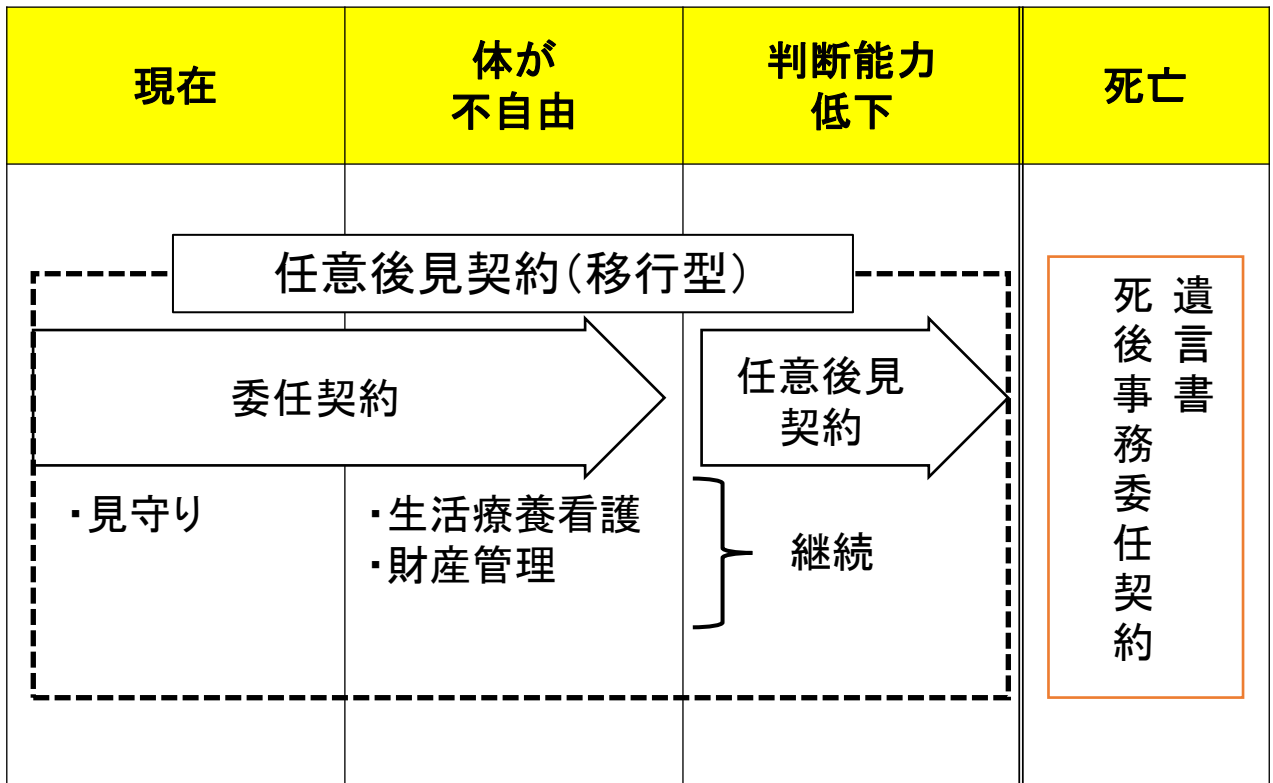 現在
体が
不自由
判断能力
低下
死亡
任意後見契約(移行型)
委任契約
任意後見
契約
・見守り
・生活療養看護
・財産管理
継続
遺言書
死後事務委任契約